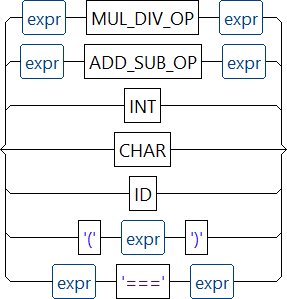 expr MUL_DIV_OP expr
expr ADD_SUB_OP expr
INT
CHAR
ID
'(' expr ')'
expr '===' expr